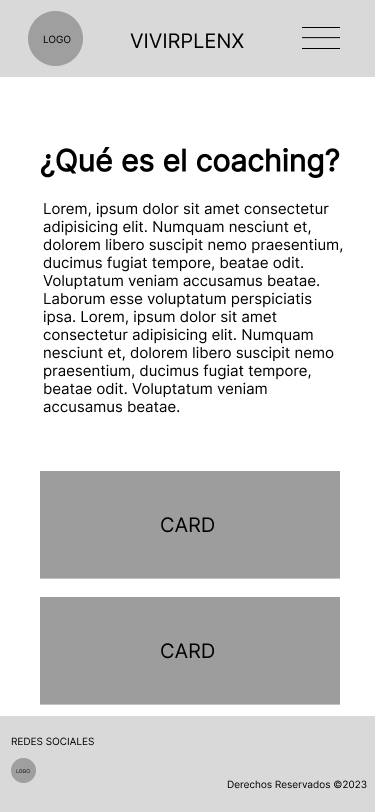 LOGO
VIVIRPLENX
¿Qué es el coaching?
Lorem, ipsum dolor sit amet consectetur
adipisicing elit. Numquam nesciunt et,
dolorem libero suscipit nemo praesentium,
ducimus fugiat tempore, beatae odit.
Voluptatum veniam accusamus beatae.
Laborum esse voluptatum perspiciatis
ipsa. Lorem, ipsum dolor sit amet
consectetur adipisicing elit. Numquam
nesciunt et, dolorem libero suscipit nemo
praesentium, ducimus fugiat tempore,
beatae odit. Voluptatum veniam
accusamus beatae.
CARD
CARD
REDES SOCIALES
LOGO
Derechos Reservados ©2023